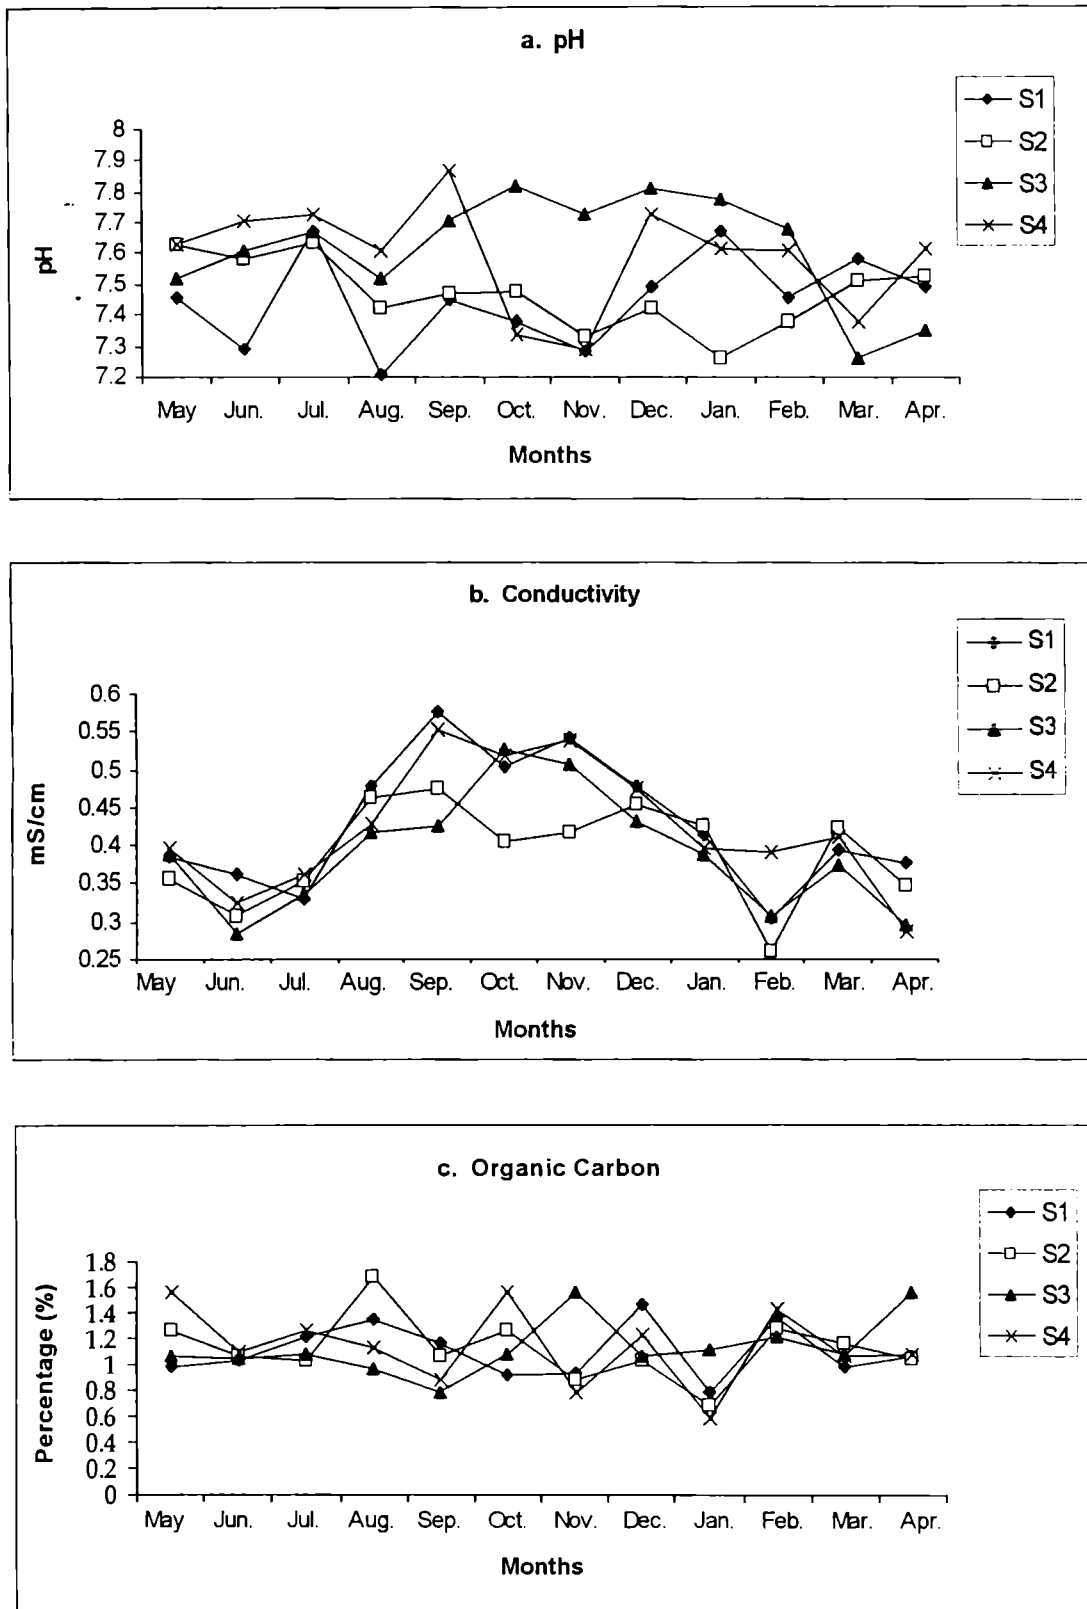 a. pH
S1
S2
S3
S4
8
7.9
7.8
7.7
7.6
7.5
7.4
7.3
7.2
pH
May Jun. Jul. Aug. Sep. Oct. Nov. Dec. Jan. Feb. Mar. Apr.
Months
b. Conductivity
S1
S2
S3
S4
0.6
0.55
0.5
0.45
0.4
0.35
0.3
0.25
mS/cm
May Jun. Jul. Aug. Sep. Oct. Nov. Dec. Jan. Feb. Mar. Apr.
Months
c. Organic Carbon
S1
S2
S3
S4
1.8
1.6
1.4
1.2
1
0.8
0.6
0.4
0.2
0
Percentage (%)
May Jun. Jul. Aug. Sep. Oct. Nov. Dec. Jan. Feb. Mar. Apr.
Months